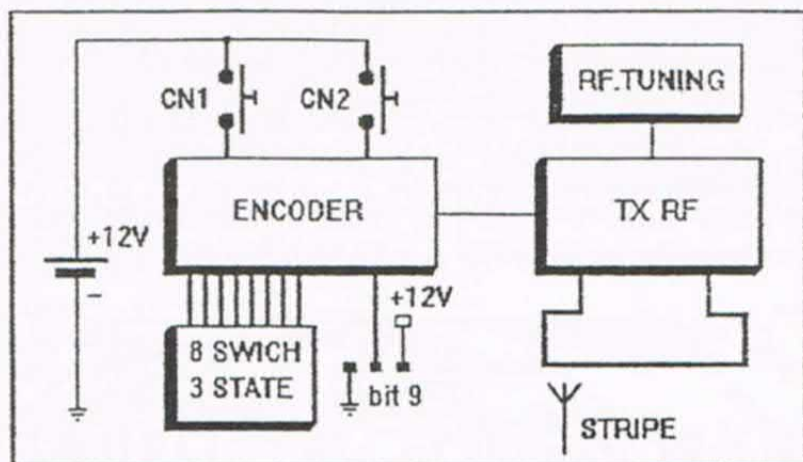 CN1
CN2
RF.TUNING
ENCODER
TX RF
+12V
–
+12V
8 SWICH
3 STATE
bit 9
STRIPE